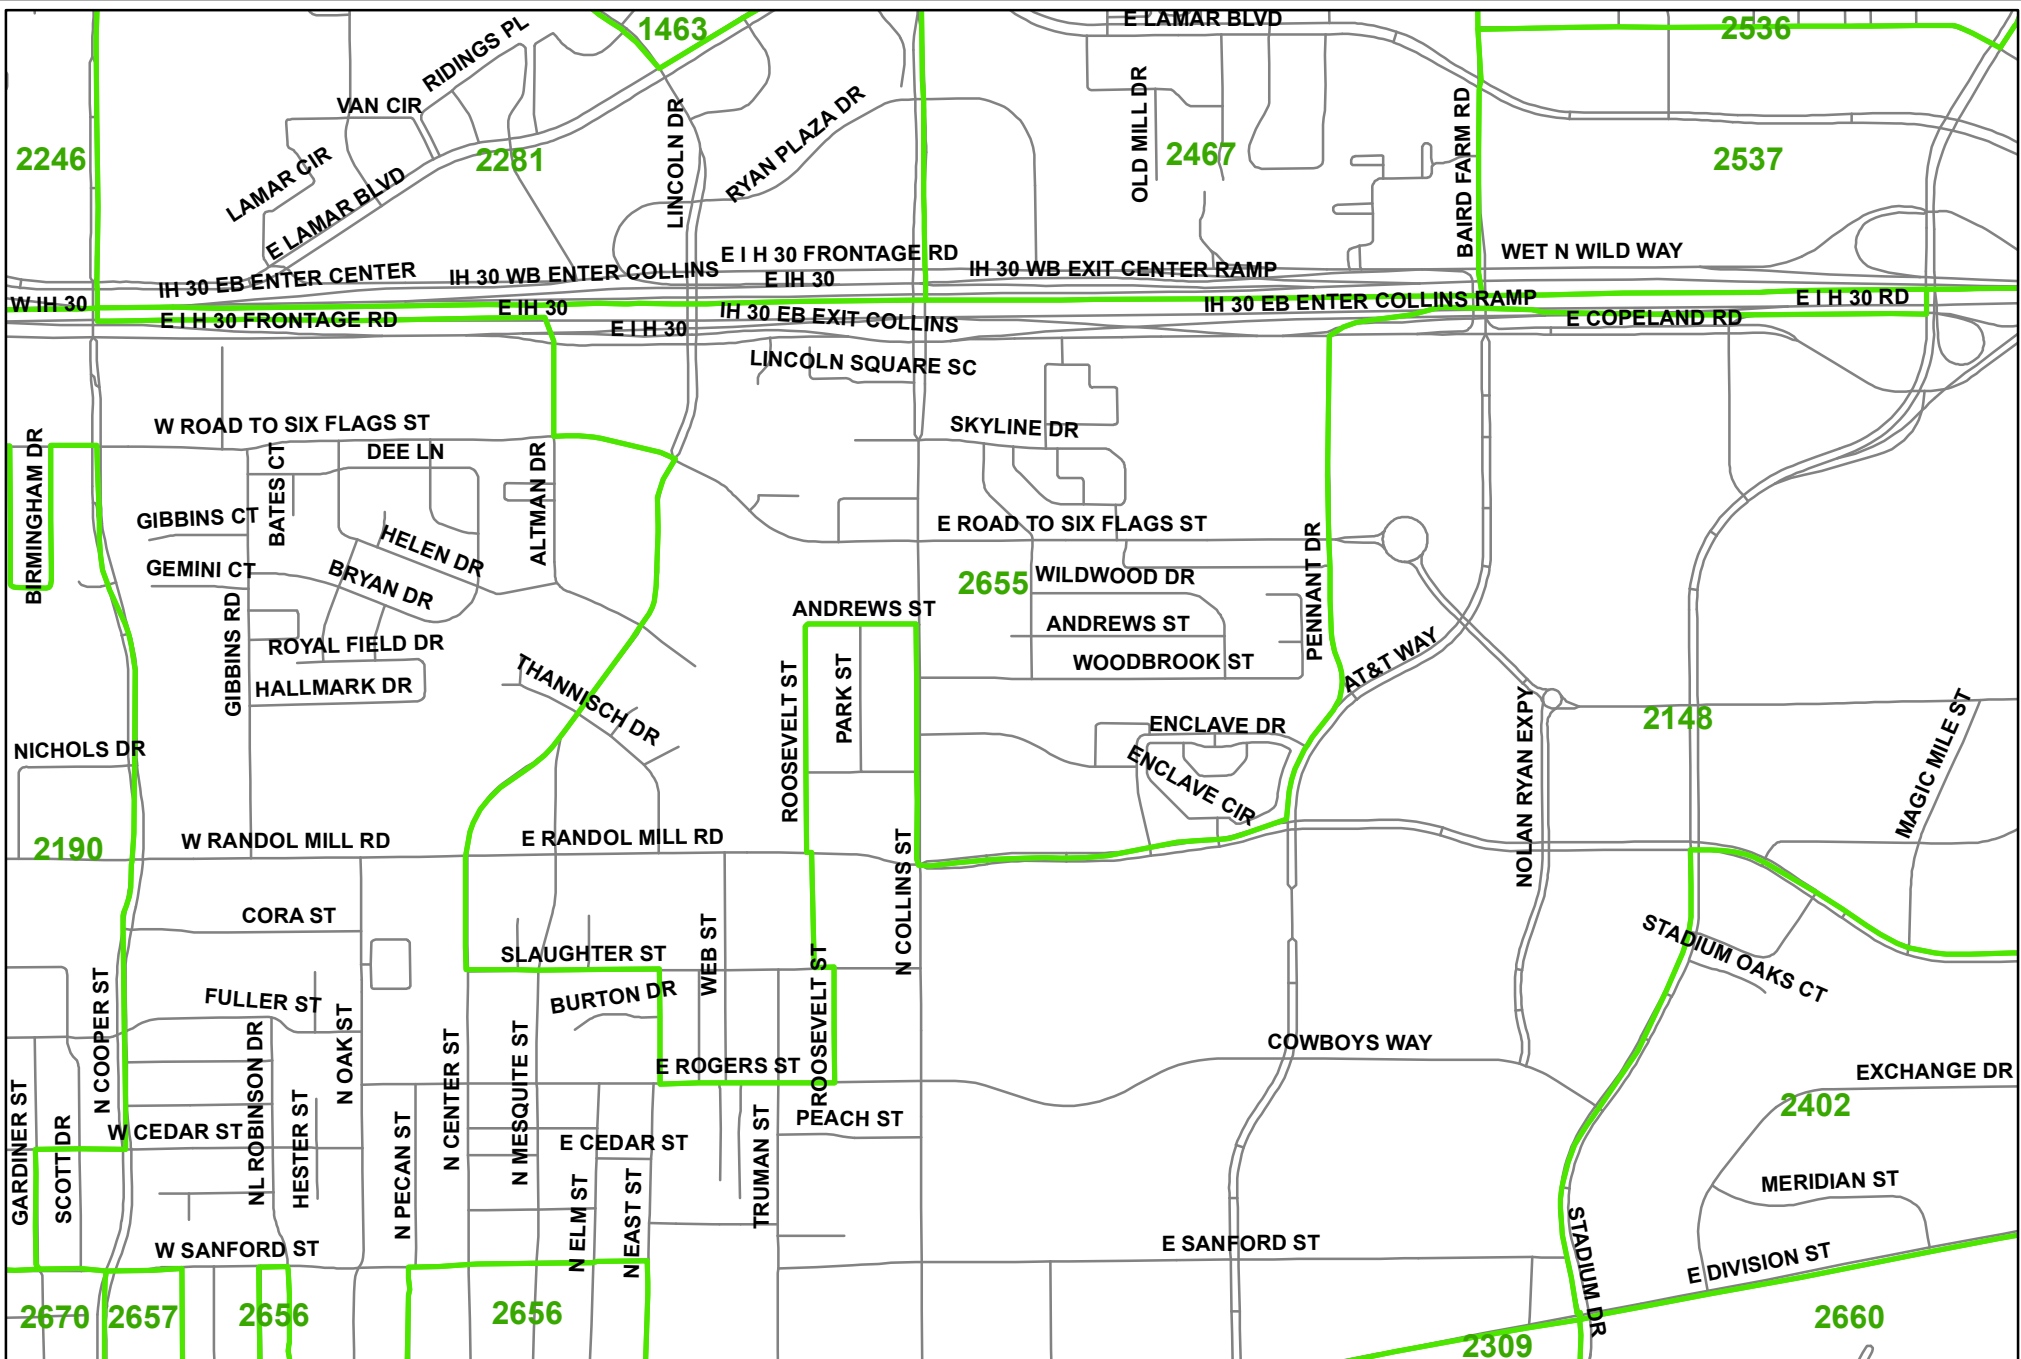 E LAMAR BLVD
1463
2536
RIDINGS PL
VAN CIR
LINCOLN DR
RYAN PLAZA DR
OLD MILL DR
BAIRD FARM RD
2246
2281
2467
2537
LAMAR CIR
E LAMAR BLVD
E I H 30 FRONTAGE RD
WET N WILD WAY
IH 30 EB ENTER CENTER
IH 30 WB ENTER COLLINS
E IH 30
IH 30 WB EXIT CENTER RAMP
W IH 30
E IH 30
IH 30 EB ENTER COLLINS RAMP
E I H 30 RD
E I H 30 FRONTAGE RD
E I H 30
IH 30 EB EXIT COLLINS
E COPELAND RD
LINCOLN SQUARE SC
W ROAD TO SIX FLAGS ST
SKYLINE DR
BIRMINGHAM DR
DEE LN
BATES CT
ALTMAN DR
GIBBINS CT
HELEN DR
E ROAD TO SIX FLAGS ST
PENNANT DR
GEMINI CT
BRYAN DR
2655
WILDWOOD DR
GIBBINS RD
ANDREWS ST
ANDREWS ST
ROYAL FIELD DR
WOODBROOK ST
AT&T WAY
HALLMARK DR
THANNISCH DR
ROOSEVELT ST
PARK ST
NOLAN RYAN EXPY
2148
MAGIC MILE ST
NICHOLS DR
ENCLAVE DR
ENCLAVE CIR
2190
W RANDOL MILL RD
E RANDOL MILL RD
N COLLINS ST
CORA ST
SLAUGHTER ST
WEB ST
STADIUM OAKS CT
N COOPER ST
FULLER ST
BURTON DR
ROOSEVELT ST
NL ROBINSON DR
N OAK ST
N CENTER ST
N MESQUITE ST
E ROGERS ST
COWBOYS WAY
EXCHANGE DR
GARDINER ST
SCOTT DR
W CEDAR ST
HESTER ST
N PECAN ST
E CEDAR ST
TRUMAN ST
PEACH ST
2402
N ELM ST
N EAST ST
MERIDIAN ST
W SANFORD ST
E SANFORD ST
STADIUM DR
E DIVISION ST
2670
2657
2656
2656
2309
2660